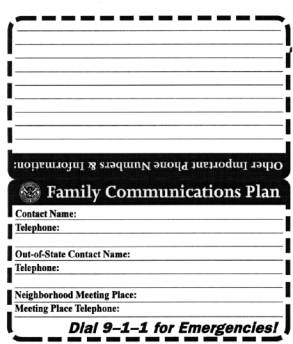 Other Important Phone Numbers & Information:
Family Communications Plan
Contact Name:
Telephone:
Out-of-State Contact Name:
Telephone:
Neighborhood Meeting Place:
Meeting Place Telephone:
Dial 9-1-1 for Emergencies!